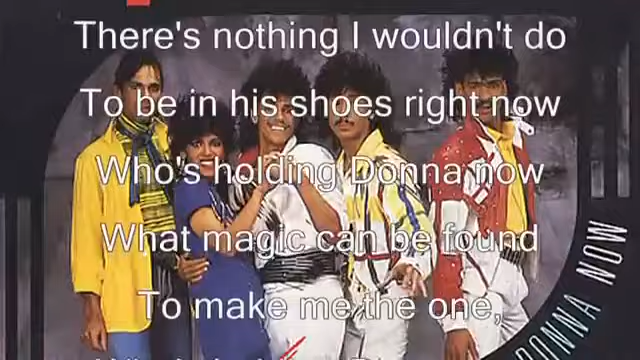 There's nothing I wouldn't do
To be in his shoes right now
Who's holding Donna now
What magic can be found
To make me the one,
DONNA NOW